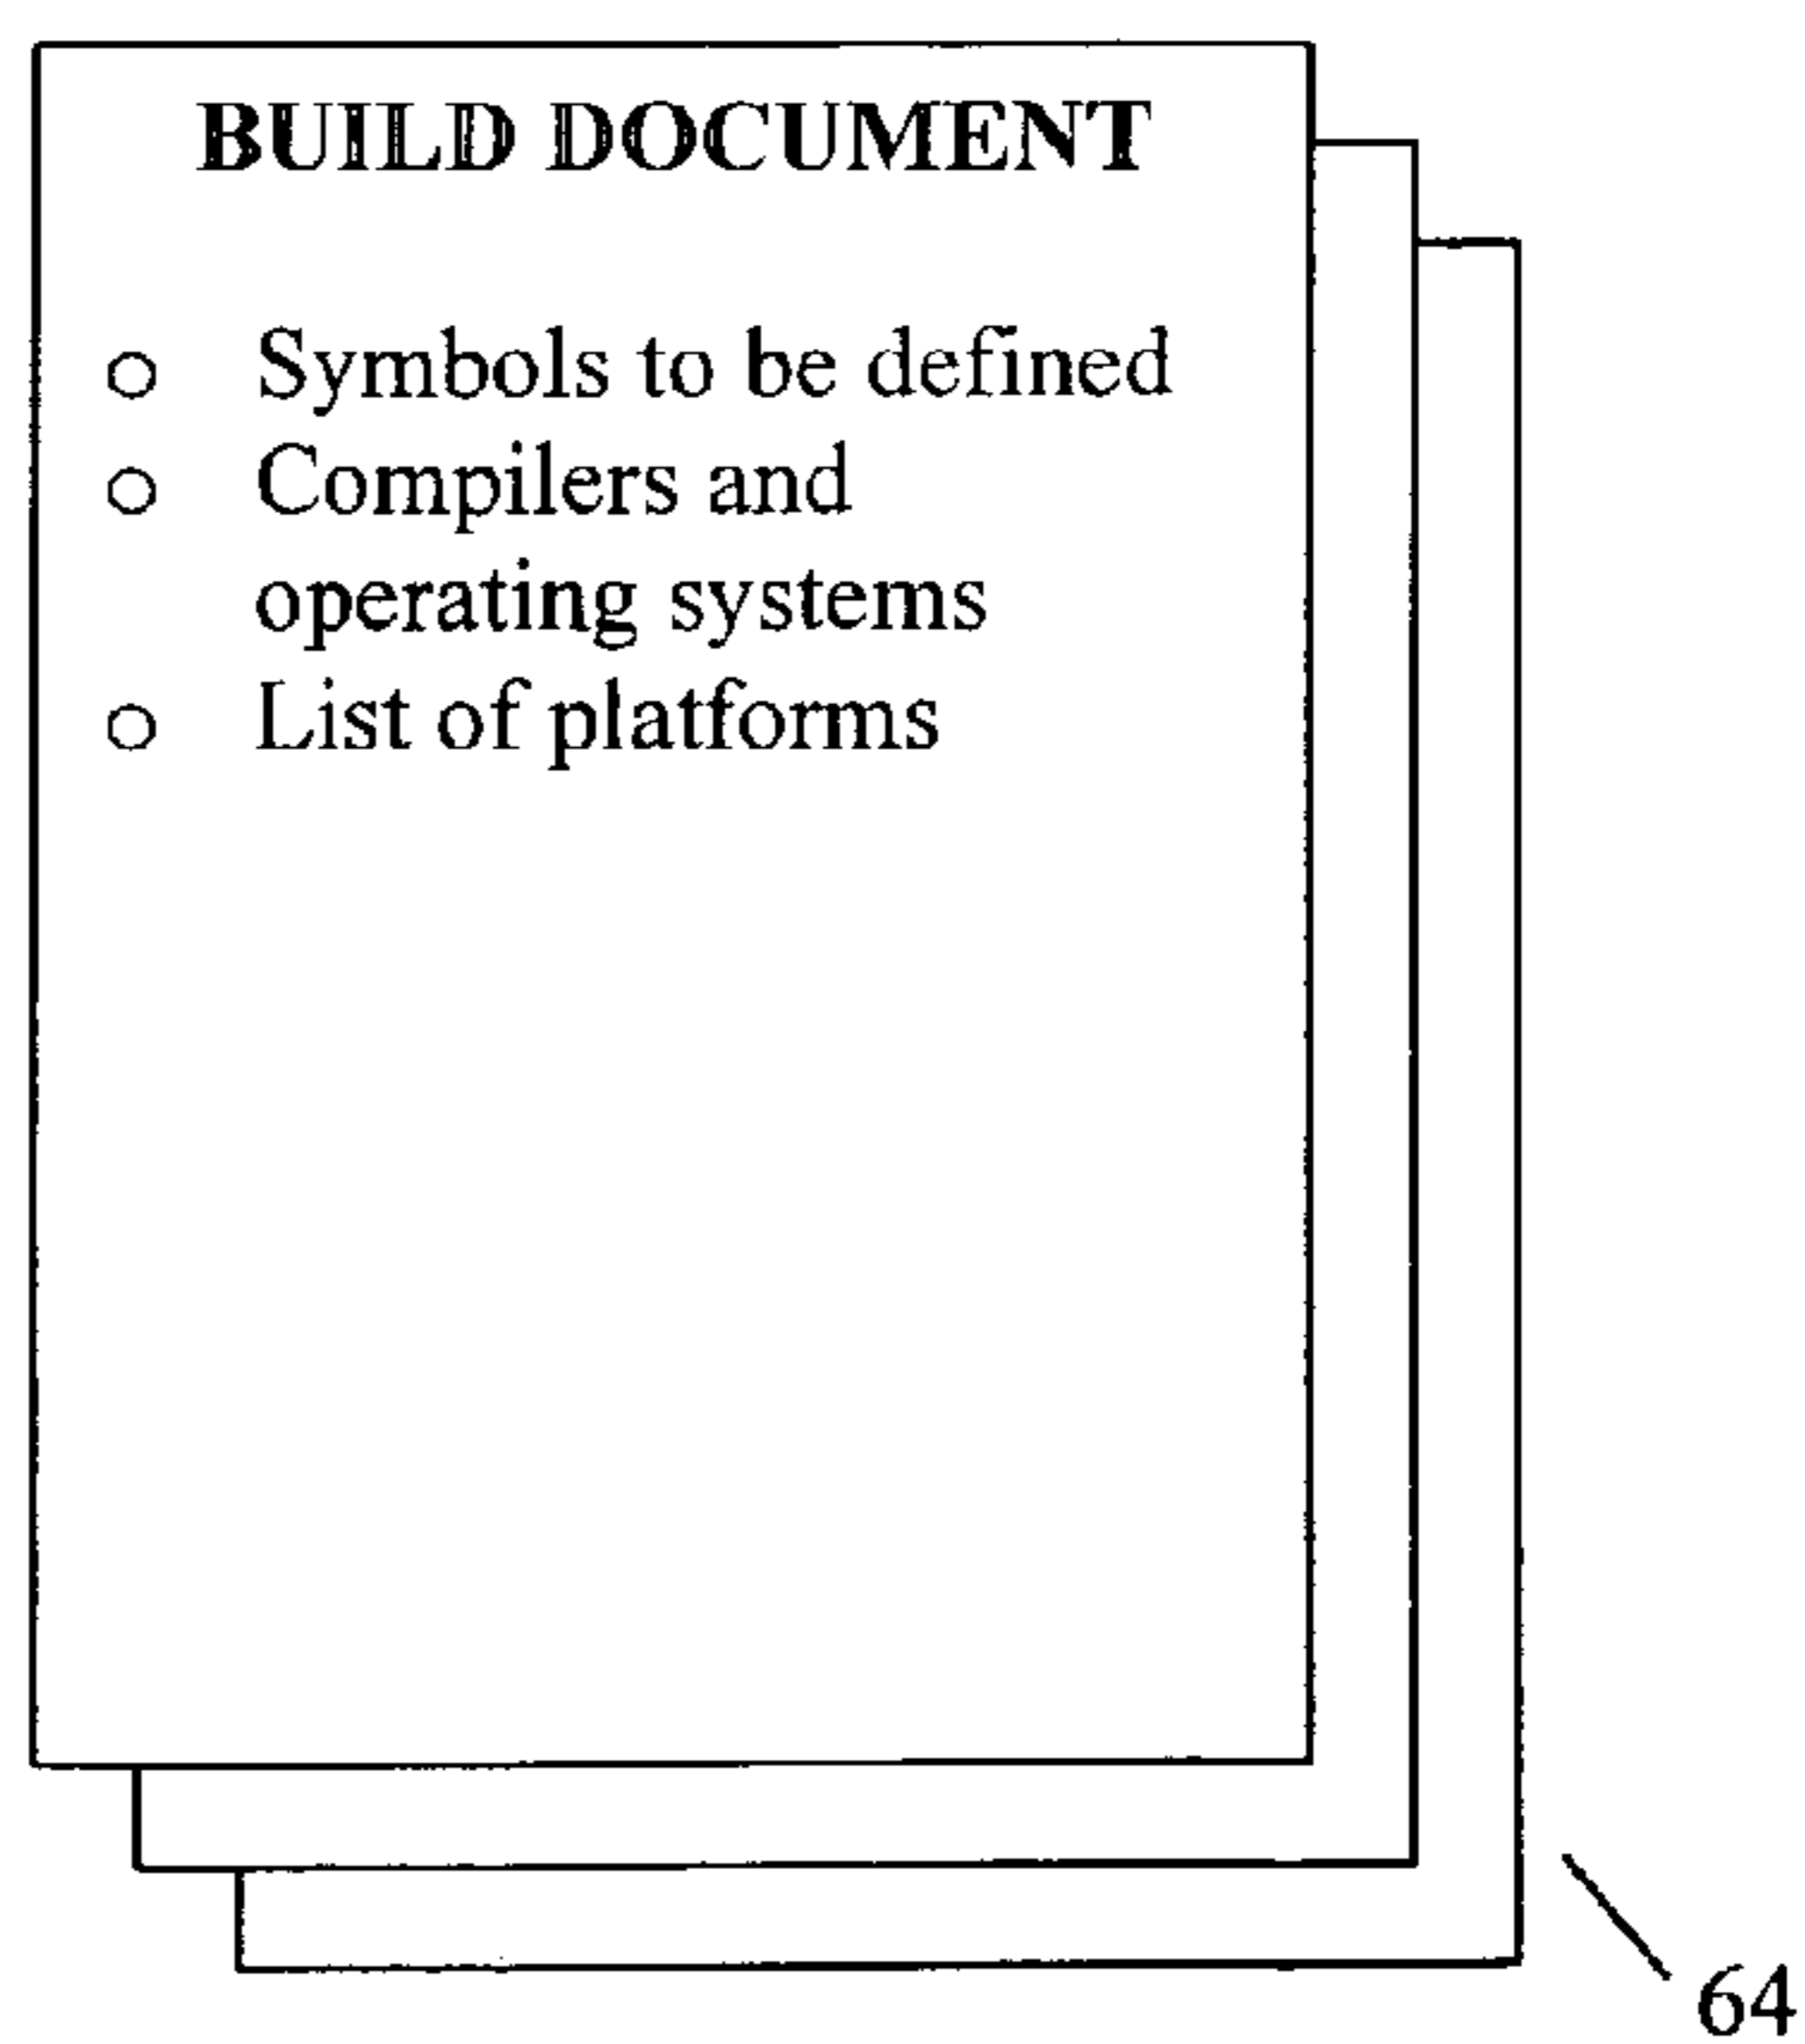 BUILD DOCUMENT
○ Symbols to be defined
○ Compilers and
operating systems
○ List of platforms
64